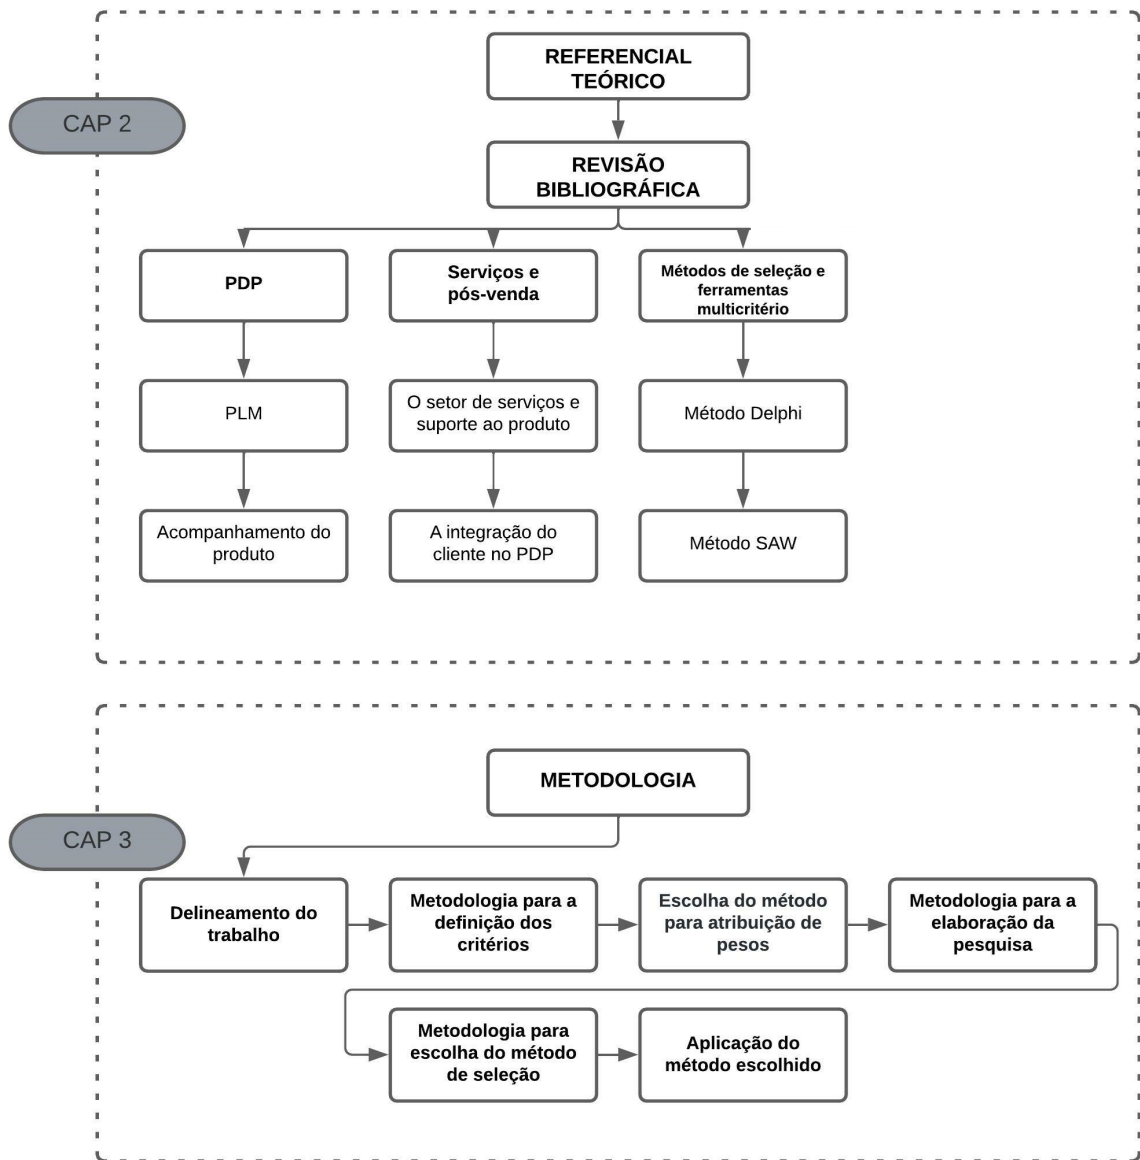 REFERENCIAL
TEÓRICO
CAP 2
REVISÃO
BIBLIOGRÁFICA
PDP
Serviços e
pós-venda
Métodos de seleção e
ferramentas
multicritério
PLM
O setor de serviços e
suporte ao produto
Método Delphi
Acompanhamento do
produto
A integração do
cliente no PDP
Método SAW
METODOLOGIA
CAP 3
Delineamento do
trabalho
Metodologia para a
definição dos
critérios
Escolha do método
para atribuição de
pesos
Metodologia para a
elaboração da
pesquisa
Metodologia para
escolha do método
de seleção
Aplicação do
método escolhido